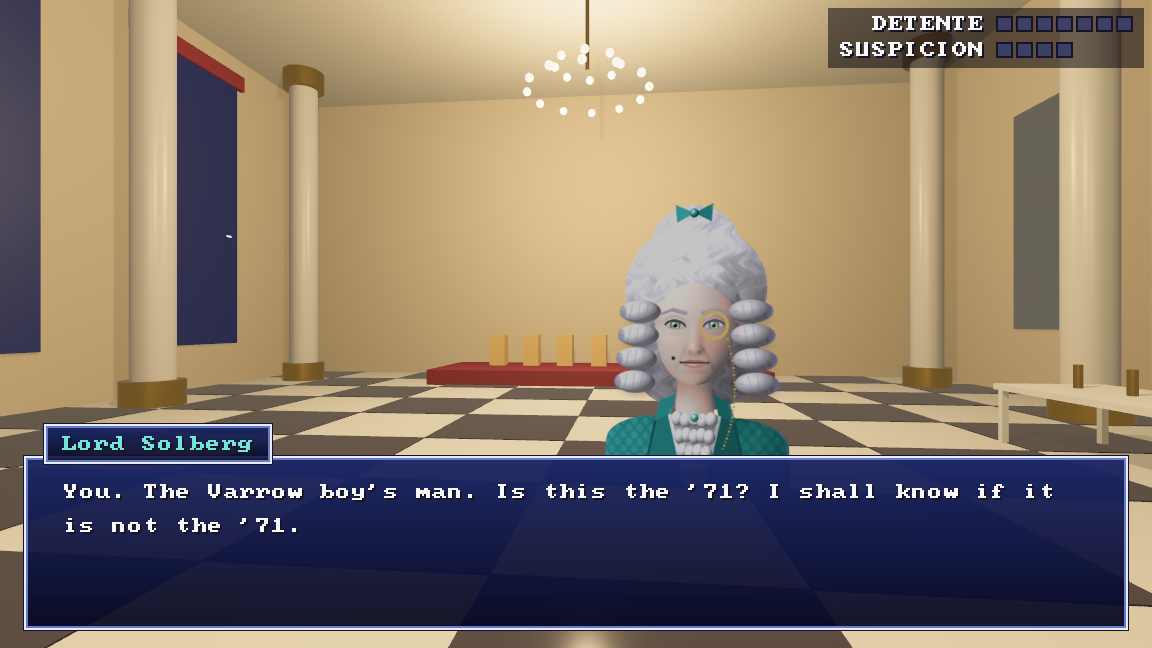 DETENTE
SUSPICION
Lord Solberg
You. The Varrow boy's man. Is this the '71? I shall know if it
is not the '71.